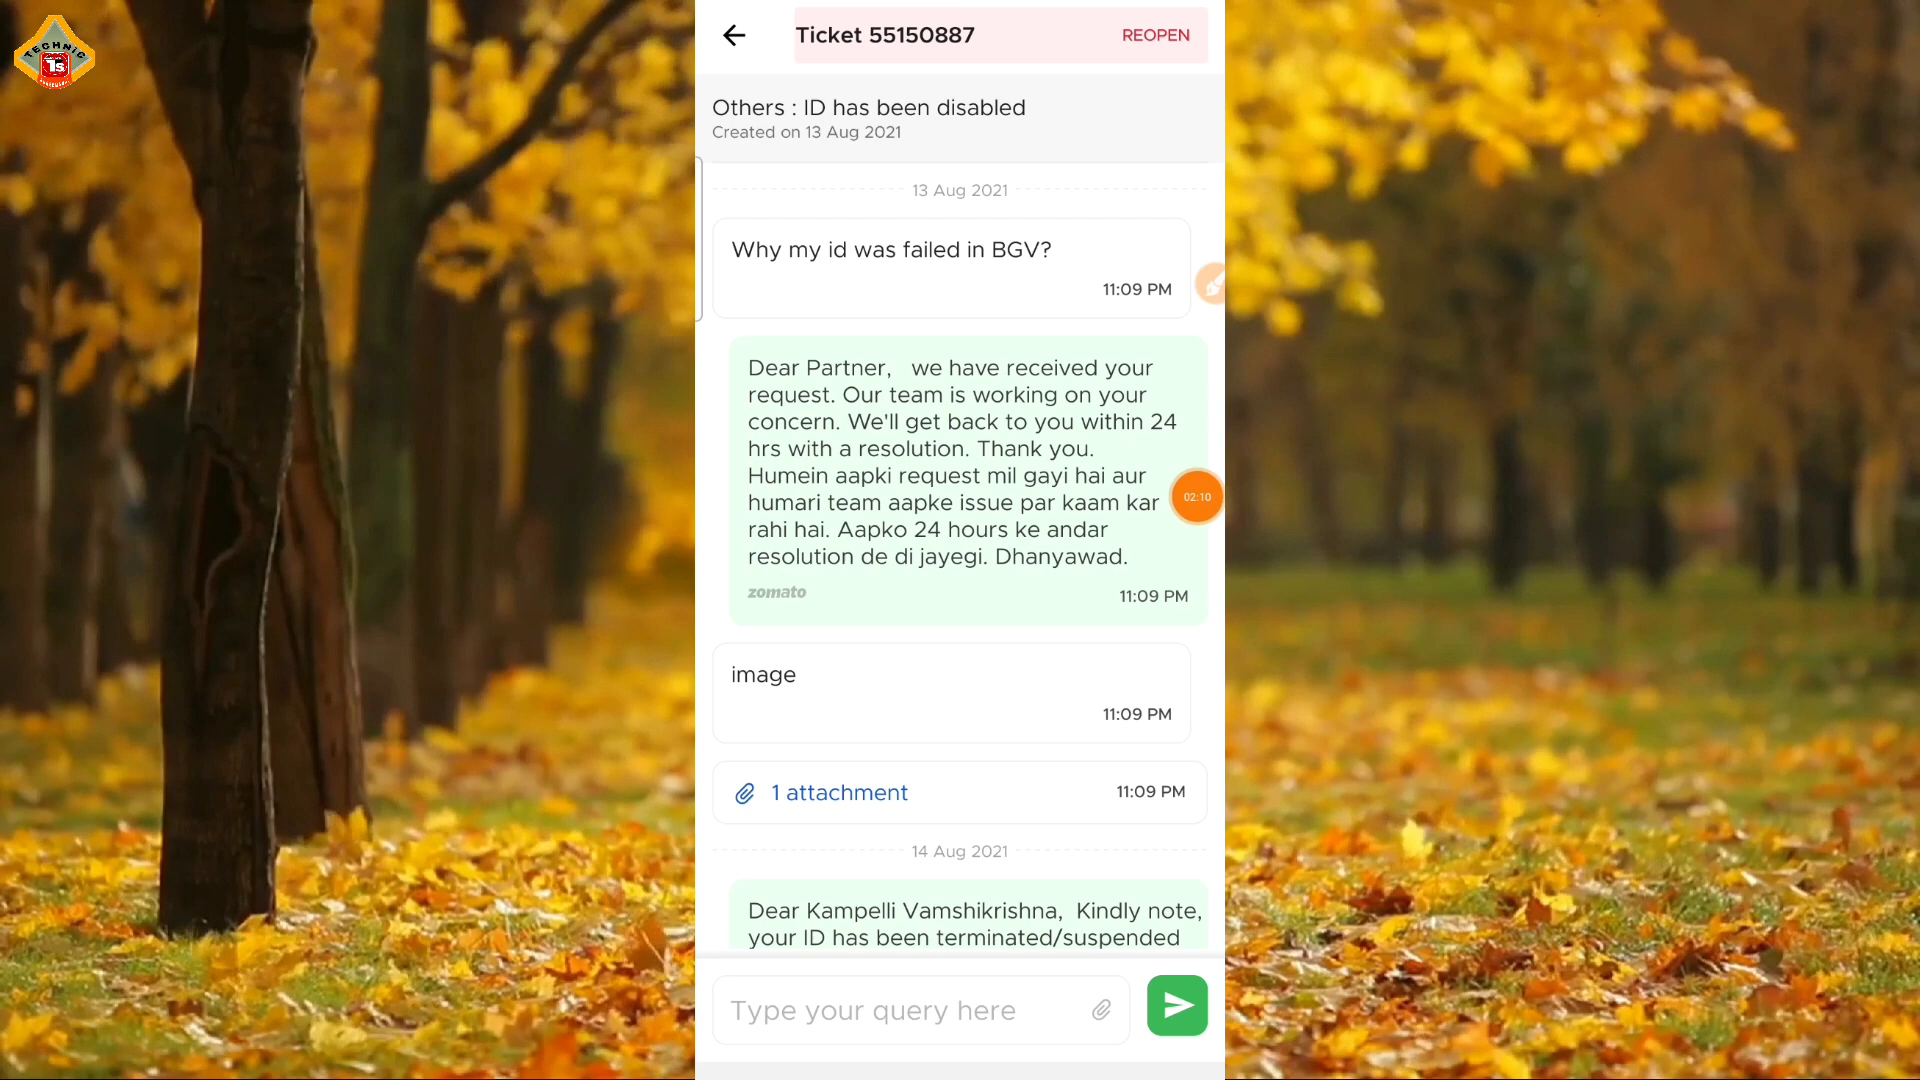 TECHNIC
1s
Ticket 55150887 REOPEN
Others : ID has been disabled
Created on 13 Aug 2021
13 Aug 2021
Why my id was failed in BGV?
11:09 PM
Dear Partner, we have received your
request. Our team is working on your
concern. We'll get back to you within 24
hrs with a resolution. Thank you.
Humein aapki request mil gayi hai aur
humari team aapke issue par kaam kar
rahi hai. Aapko 24 hours ke andar
resolution de di jayegi. Dhanyawad.
zomato 11:09 PM
02:10
image
11:09 PM
1 attachment 11:09 PM
14 Aug 2021
Dear Kampelli Vamshikrishna, Kindly note,
your ID has been terminated/suspended
Type your query here